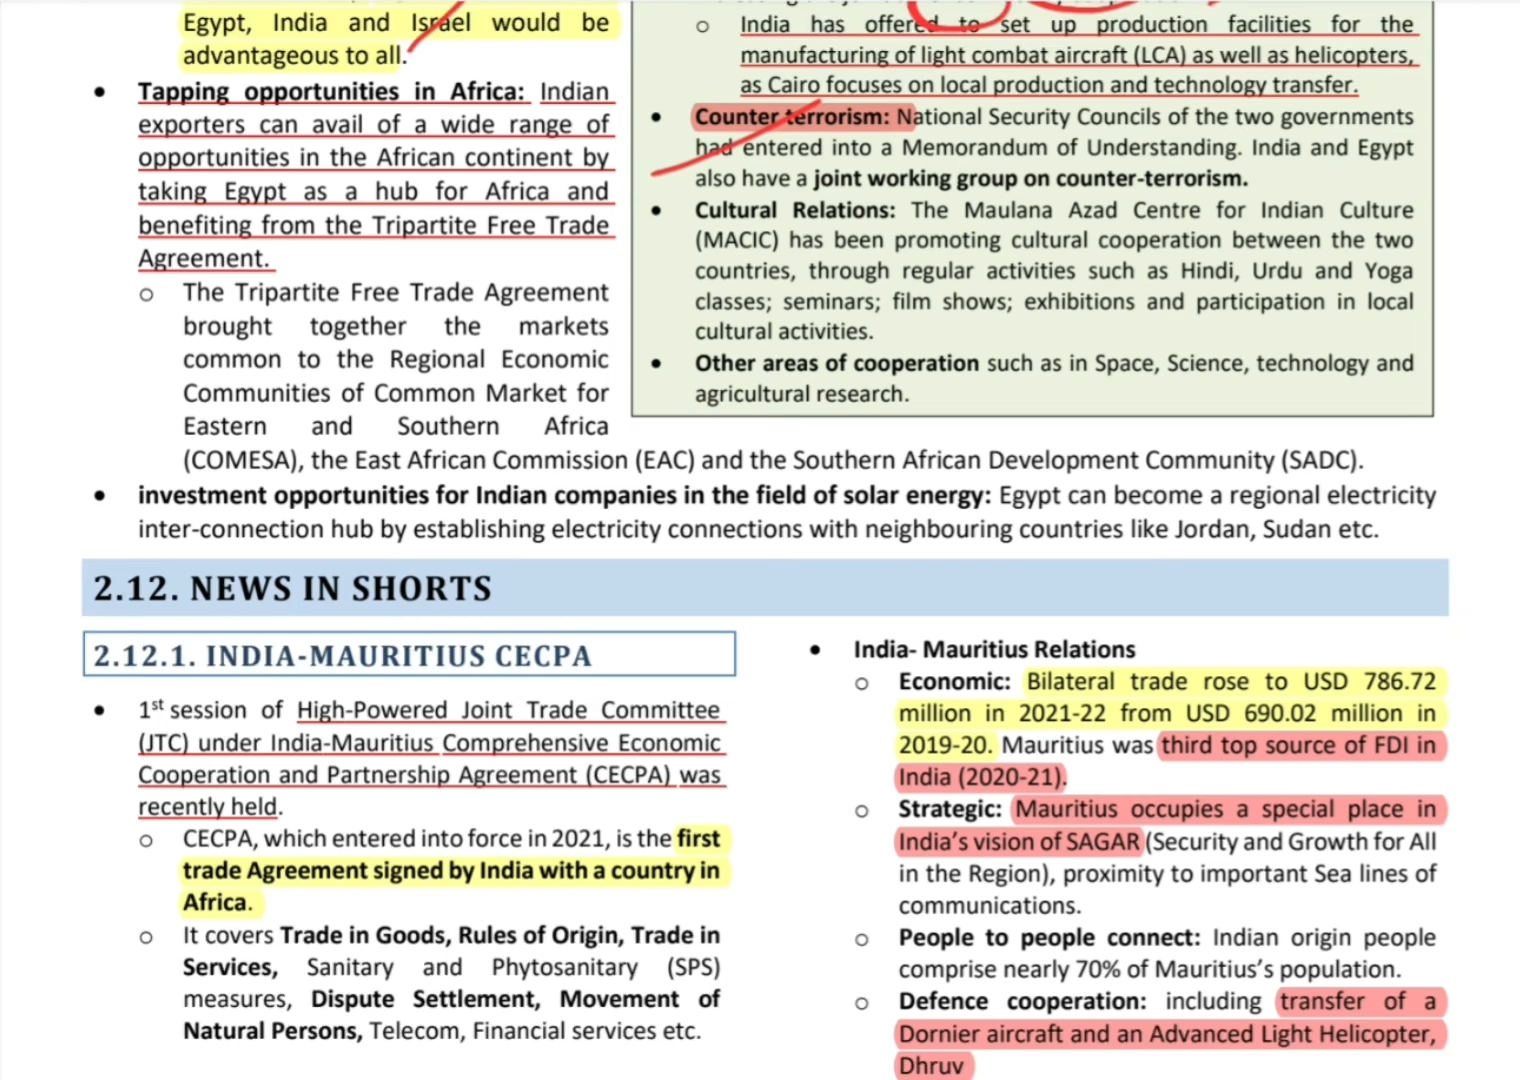 Egypt, India and Israel would be
advantageous to all.
• Tapping opportunities in Africa: Indian
exporters can avail of a wide range of
opportunities in the African continent by
taking Egypt as a hub for Africa and
benefiting from the Tripartite Free Trade
Agreement.
o The Tripartite Free Trade Agreement
brought together the markets
common to the Regional Economic
Communities of Common Market for
Eastern and Southern Africa
(COMESA), the East African Commission (EAC) and the Southern African Development Community (SADC).
o India has offered to set up production facilities for the
manufacturing of light combat aircraft (LCA) as well as helicopters,
as Cairo focuses on local production and technology transfer.
• Counter terrorism: National Security Councils of the two governments
had entered into a Memorandum of Understanding. India and Egypt
also have a joint working group on counter-terrorism.
• Cultural Relations: The Maulana Azad Centre for Indian Culture
(MACIC) has been promoting cultural cooperation between the two
countries, through regular activities such as Hindi, Urdu and Yoga
classes; seminars; film shows; exhibitions and participation in local
cultural activities.
• Other areas of cooperation such as in Space, Science, technology and
agricultural research.
• investment opportunities for Indian companies in the field of solar energy: Egypt can become a regional electricity
inter-connection hub by establishing electricity connections with neighbouring countries like Jordan, Sudan etc.
2.12. NEWS IN SHORTS
2.12.1. INDIA-MAURITIUS CECPA
• 1st session of High-Powered Joint Trade Committee
(JTC) under India-Mauritius Comprehensive Economic
Cooperation and Partnership Agreement (CECPA) was
recently held.
o CECPA, which entered into force in 2021, is the first
trade Agreement signed by India with a country in
Africa.
o It covers Trade in Goods, Rules of Origin, Trade in
Services, Sanitary and Phytosanitary (SPS)
measures, Dispute Settlement, Movement of
Natural Persons, Telecom, Financial services etc.
• India- Mauritius Relations
o Economic: Bilateral trade rose to USD 786.72
million in 2021-22 from USD 690.02 million in
2019-20. Mauritius was third top source of FDI in
India (2020-21).
o Strategic: Mauritius occupies a special place in
India's vision of SAGAR (Security and Growth for All
in the Region), proximity to important Sea lines of
communications.
o People to people connect: Indian origin people
comprise nearly 70% of Mauritius's population.
o Defence cooperation: including transfer of a
Dornier aircraft and an Advanced Light Helicopter,
Dhruv